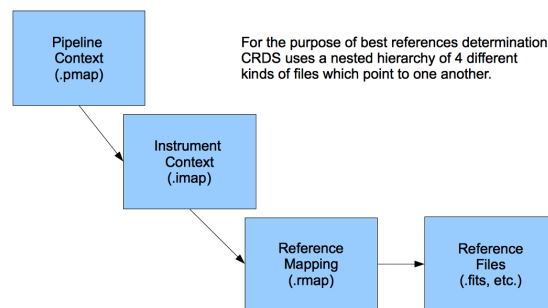 Pipeline
Context
(.pmap)
For the purpose of best references determination
CRDS uses a nested hierarchy of 4 different
kinds of files which point to one another.
Instrument
Context
(.imap)
Reference
Mapping
(.rmap)
Reference
Files
(.fits, etc.)